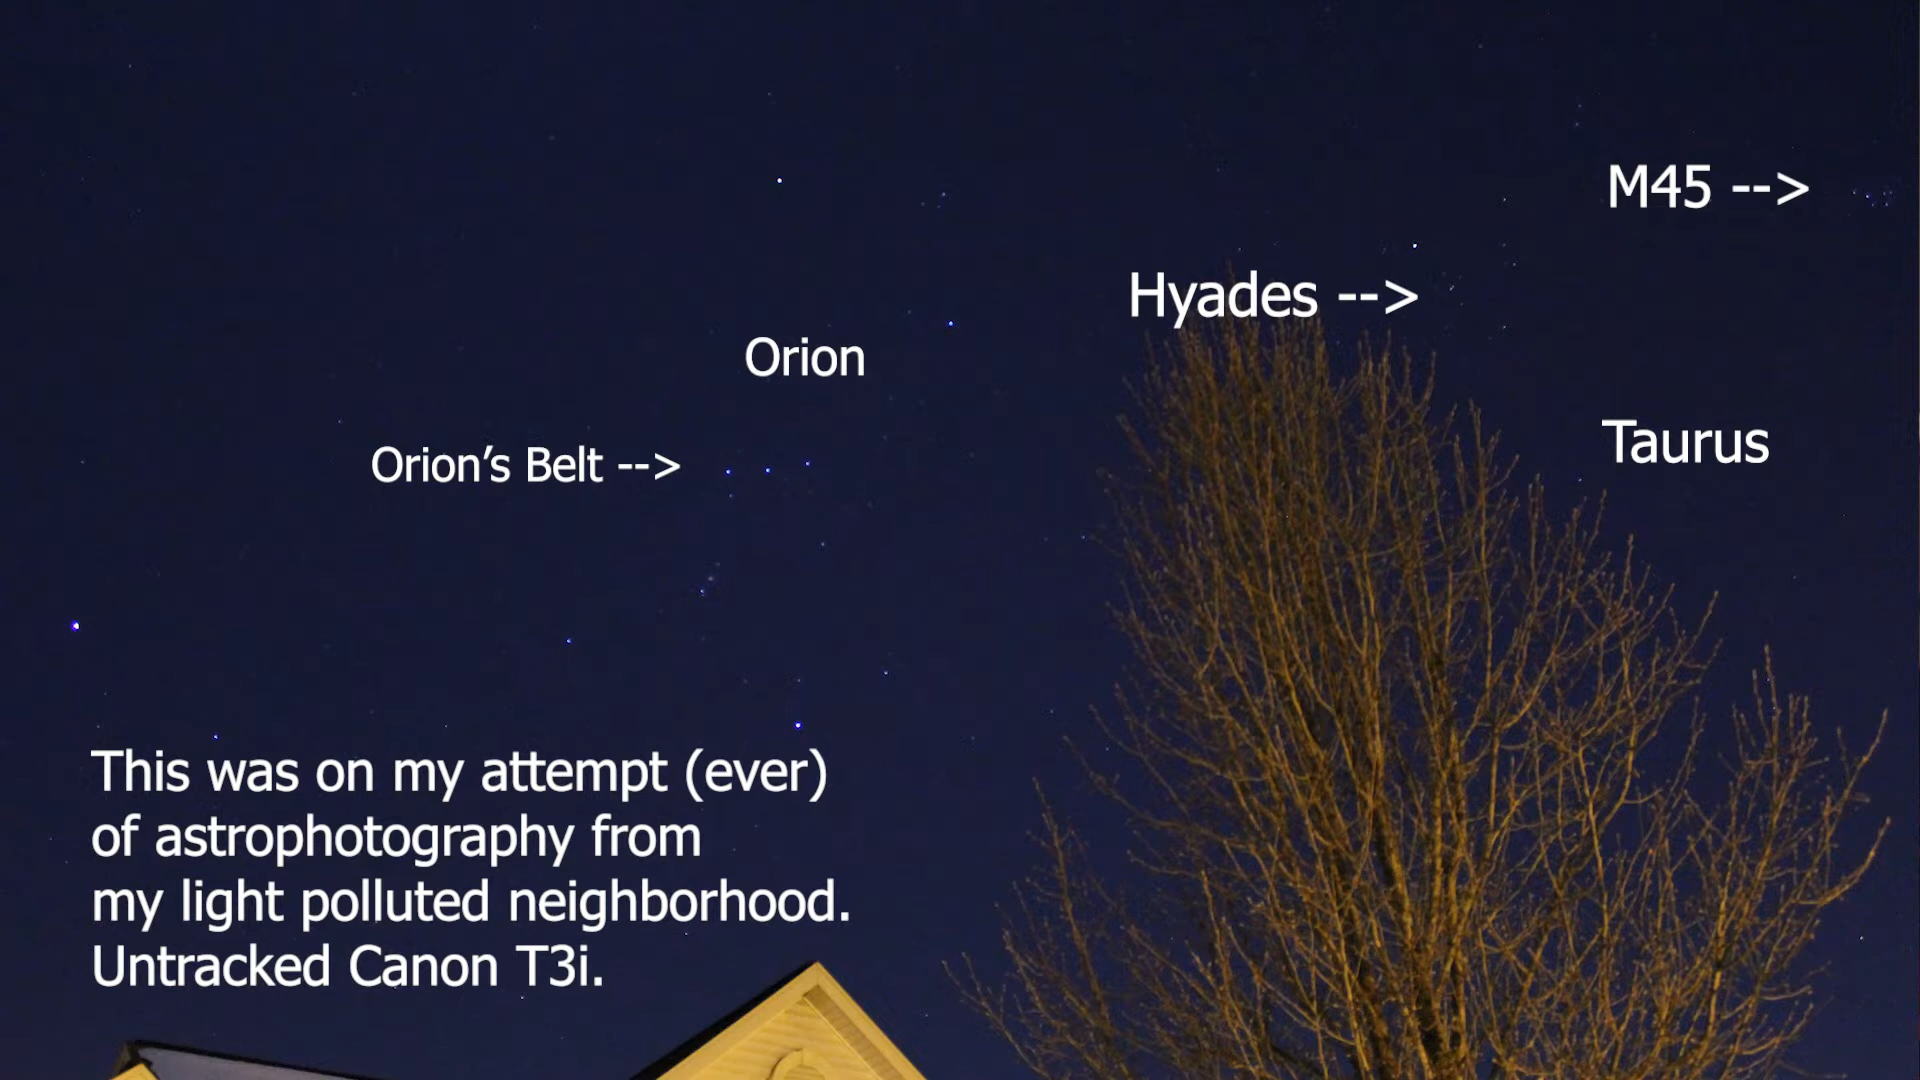 M45 -->
Hyades -->
Orion
Taurus
Orion’s Belt -->
This was on my attempt (ever)
of astrophotography from
my light polluted neighborhood.
Untracked Canon T3i.